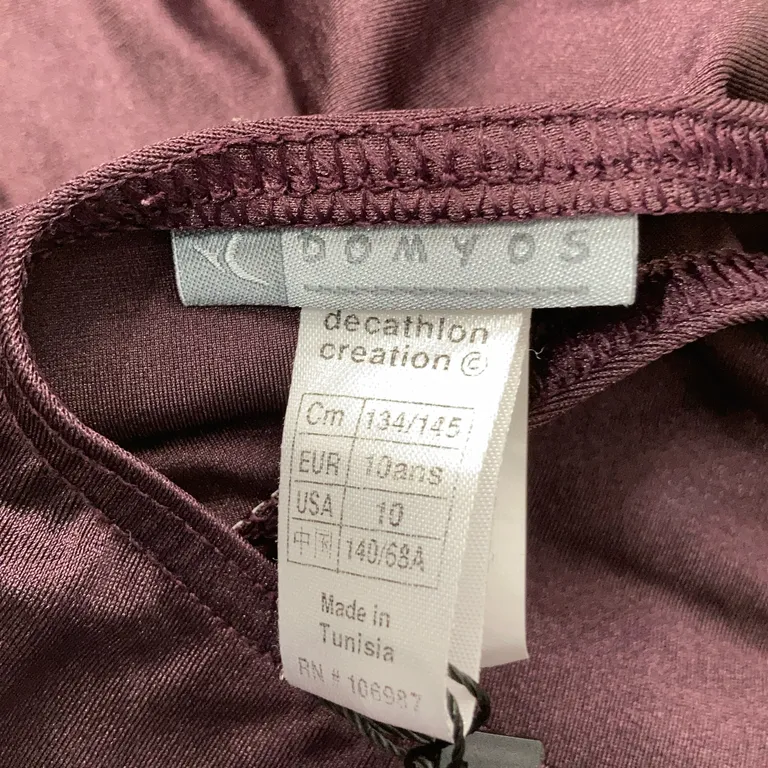 DOMYOS
decathlon
creation ©
Cm 134/145
EUR 10ans
USA 10
中国 140/68A
Made in
Tunisia
RN # 106987